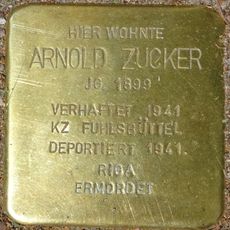 HIER WOHNTE
ARNOLD ZUCKER
JG. 1899
VERHAFTET 1941
KZ FUHLSBÜTTEL
DEPORTIERT 1941
RIGA
ERMORDET